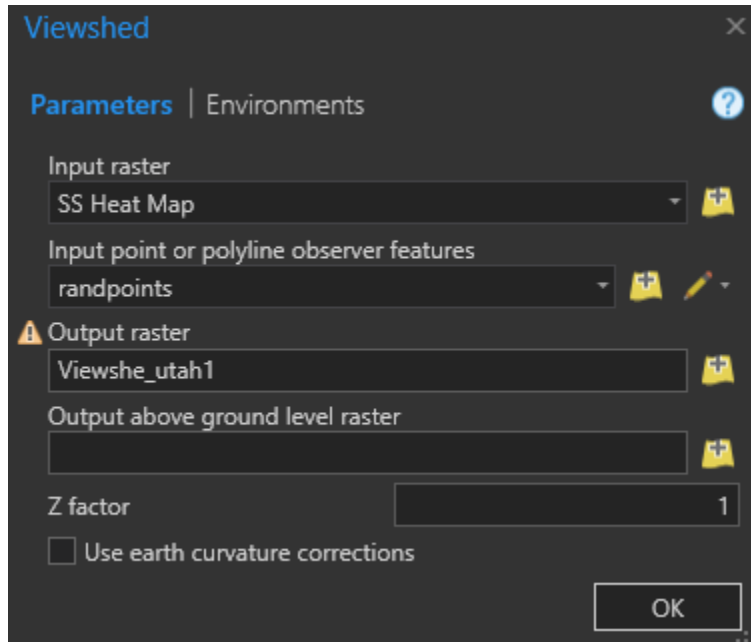 Viewshed
Parameters | Environments
Input raster
SS Heat Map
Input point or polyline observer features
randpoints
Output raster
Viewshe_utah1
Output above ground level raster
Z factor
1
Use earth curvature corrections
OK